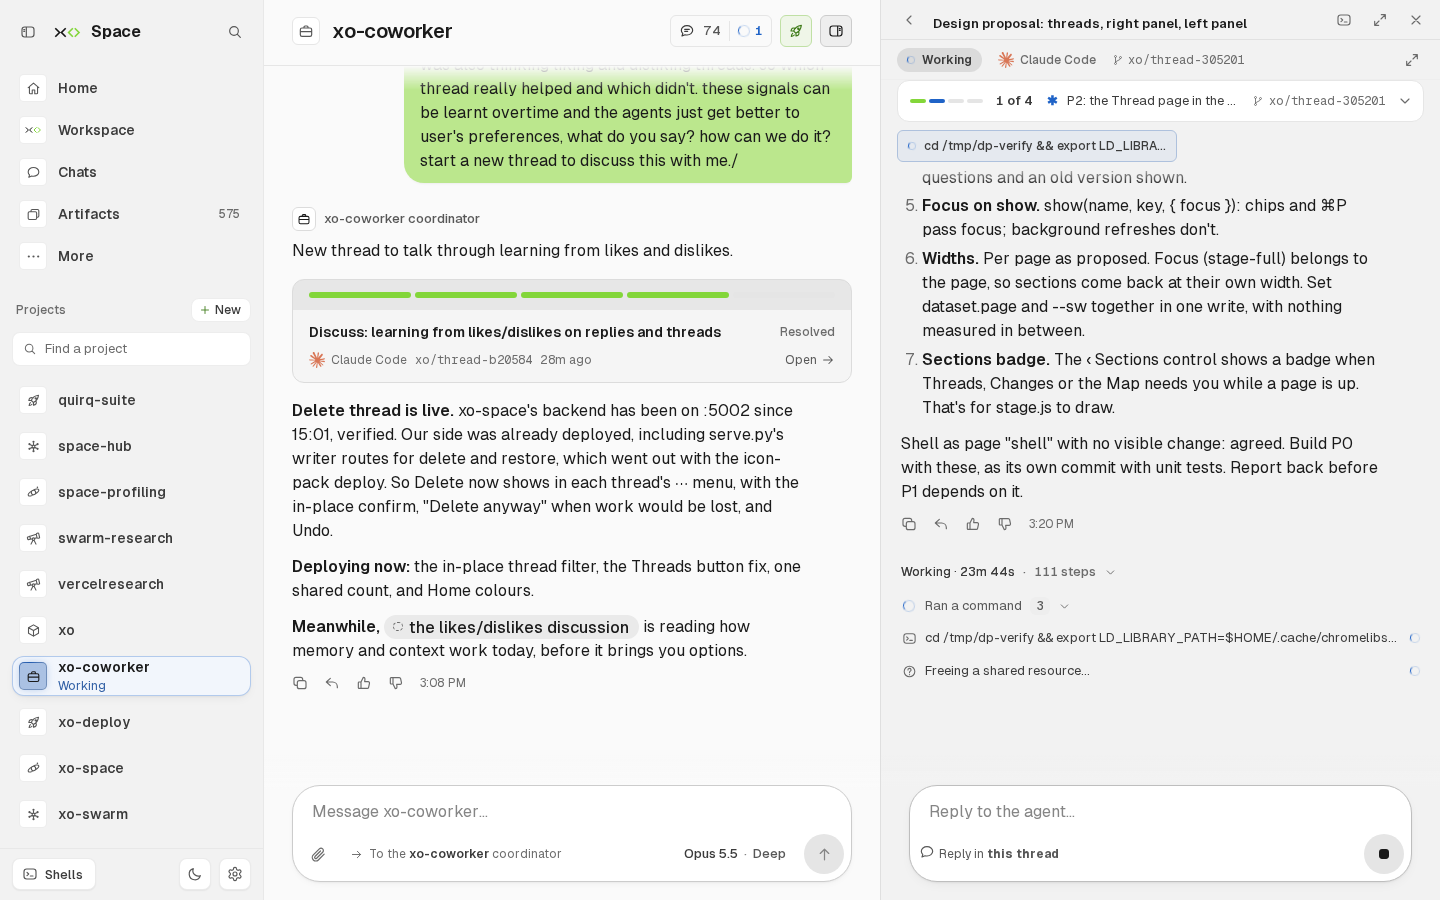 Space
Home
Workspace
Chats
Artifacts 575
More
Projects
+ New
Find a project
quirq-suite
space-hub
space-profiling
swarm-research
vercelresearch
xo
xo-coworker
Working
xo-deploy
xo-space
xo-swarm
Shells
xo-coworker
74
1
thread really helped and which didn't. these signals can
be learnt overtime and the agents just get better to
user's preferences, what do you say? how can we do it?
start a new thread to discuss this with me./
xo-coworker coordinator
New thread to talk through learning from likes and dislikes.
Discuss: learning from likes/dislikes on replies and threads Resolved
Claude Code xo/thread-b20584 28m ago Open →
Delete thread is live. xo-space's backend has been on :5002 since
15:01, verified. Our side was already deployed, including serve.py's
writer routes for delete and restore, which went out with the icon-
pack deploy. So Delete now shows in each thread's ··· menu, with the
in-place confirm, "Delete anyway" when work would be lost, and
Undo.
Deploying now: the in-place thread filter, the Threads button fix, one
shared count, and Home colours.
Meanwhile, the likes/dislikes discussion is reading how
memory and context work today, before it brings you options.
3:08 PM
Message xo-coworker...
→ To the xo-coworker coordinator
Opus 5.5 · Deep
Design proposal: threads, right panel, left panel
Working
Claude Code
xo/thread-305201
1 of 4
P2: the Thread page in the ...
xo/thread-305201
cd /tmp/dp-verify && export LD_LIBRA...
questions and an old version shown.
5. Focus on show. show(name, key, { focus }): chips and ⌘P
pass focus; background refreshes don't.
6. Widths. Per page as proposed. Focus (stage-full) belongs to
the page, so sections come back at their own width. Set
dataset.page and --sw together in one write, with nothing
measured in between.
7. Sections badge. The ‹ Sections control shows a badge when
Threads, Changes or the Map needs you while a page is up.
That's for stage.js to draw.
Shell as page "shell" with no visible change: agreed. Build P0
with these, as its own commit with unit tests. Report back before
P1 depends on it.
3:20 PM
Working · 23m 44s · 111 steps
Ran a command 3
cd /tmp/dp-verify && export LD_LIBRARY_PATH=$HOME/.cache/chromelibs...
Freeing a shared resource...
Reply to the agent...
Reply in this thread